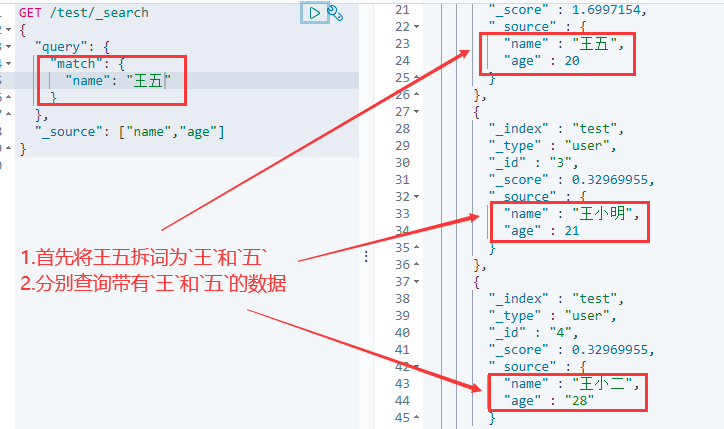 GET /test/_search
{
"query": {
"match": {
"name": "王五"
}
},
"_source": ["name","age"]
}
1.首先将王五拆词为`王`和`五`
2.分别查询带有`王`和`五`的数据
21 "_score" : 1.6997154,
22 "_source" : {
23 "name" : "王五",
24 "age" : 20
25 }
26 },
27 {
28 "_index" : "test",
29 "_type" : "user",
30 "_id" : "3",
31 "_score" : 0.32969955,
32 "_source" : {
33 "name" : "王小明",
34 "age" : 21
35 }
36 },
37 {
38 "_index" : "test",
39 "_type" : "user",
40 "_id" : "4",
41 "_score" : 0.32969955,
42 "_source" : {
43 "name" : "王小二",
44 "age" : "28"
45 }